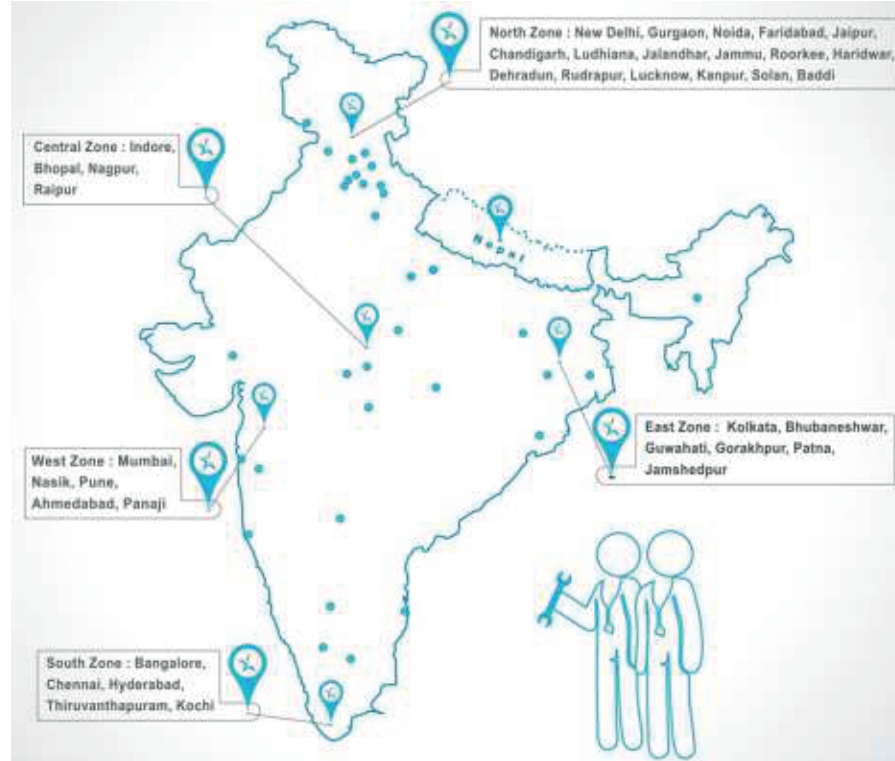 North Zone : New Delhi, Gurgaon, Noida, Faridabad, Jaipur,
Chandigarh, Ludhiana, Jalandhar, Jammu, Roorkee, Haridwar,
Dehradun, Rudrapur, Lucknow, Kanpur, Solan, Baddi
Central Zone : Indore,
Bhopal, Nagpur,
Raipur
Nepal
East Zone : Kolkata, Bhubaneshwar,
Guwahati, Gorakhpur, Patna,
Jamshedpur
West Zone : Mumbai,
Nasik, Pune,
Ahmedabad, Panaji
South Zone : Bangalore,
Chennai, Hyderabad,
Thiruvanthapuram, Kochi